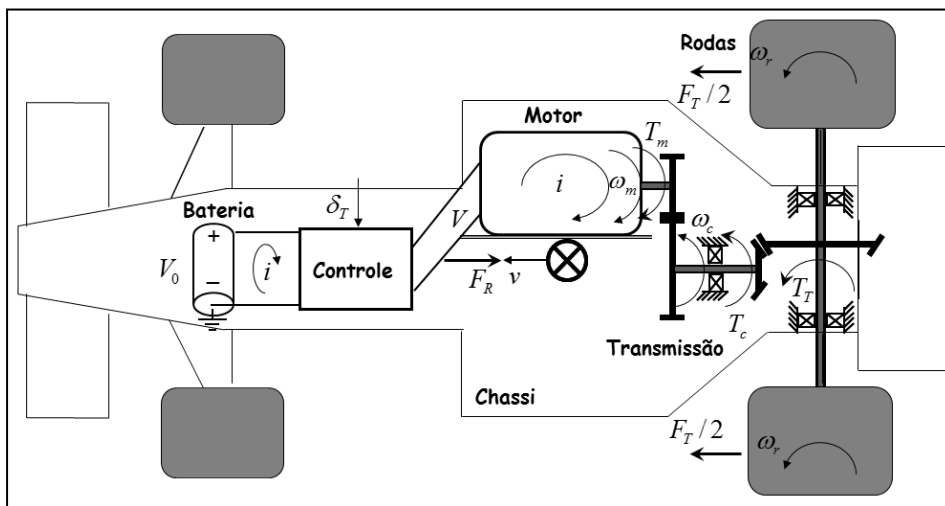 Rodas
ω_r
F_T / 2
Motor
T_m
i
ω_m
δ_T
Bateria
+
V_0
i
−
Controle
V
ω_c
F_R
v
T_T
T_c
Transmissão
Chassi
F_T / 2
ω_r